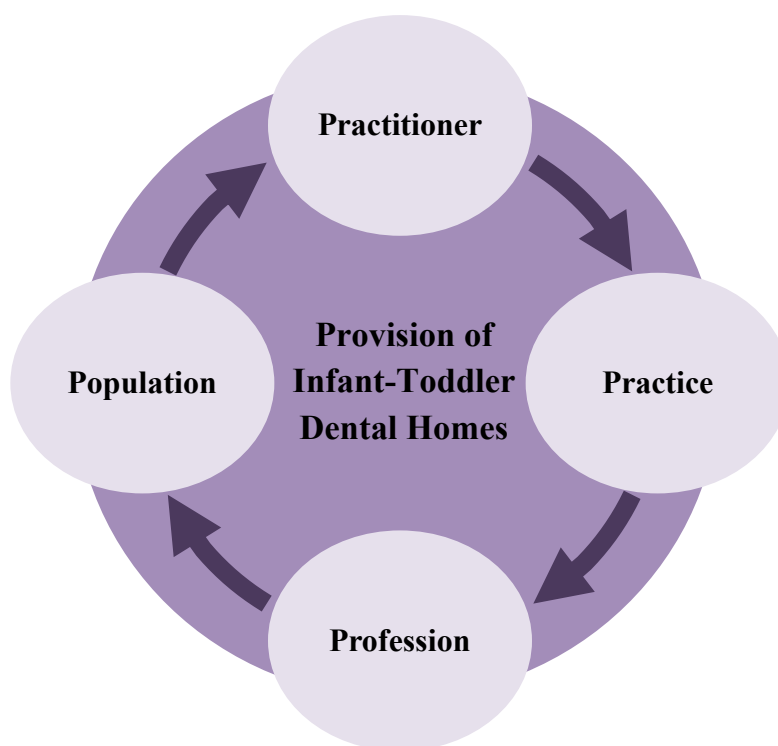 Practitioner
Provision of
Infant-Toddler
Dental Homes
Population
Practice
Profession